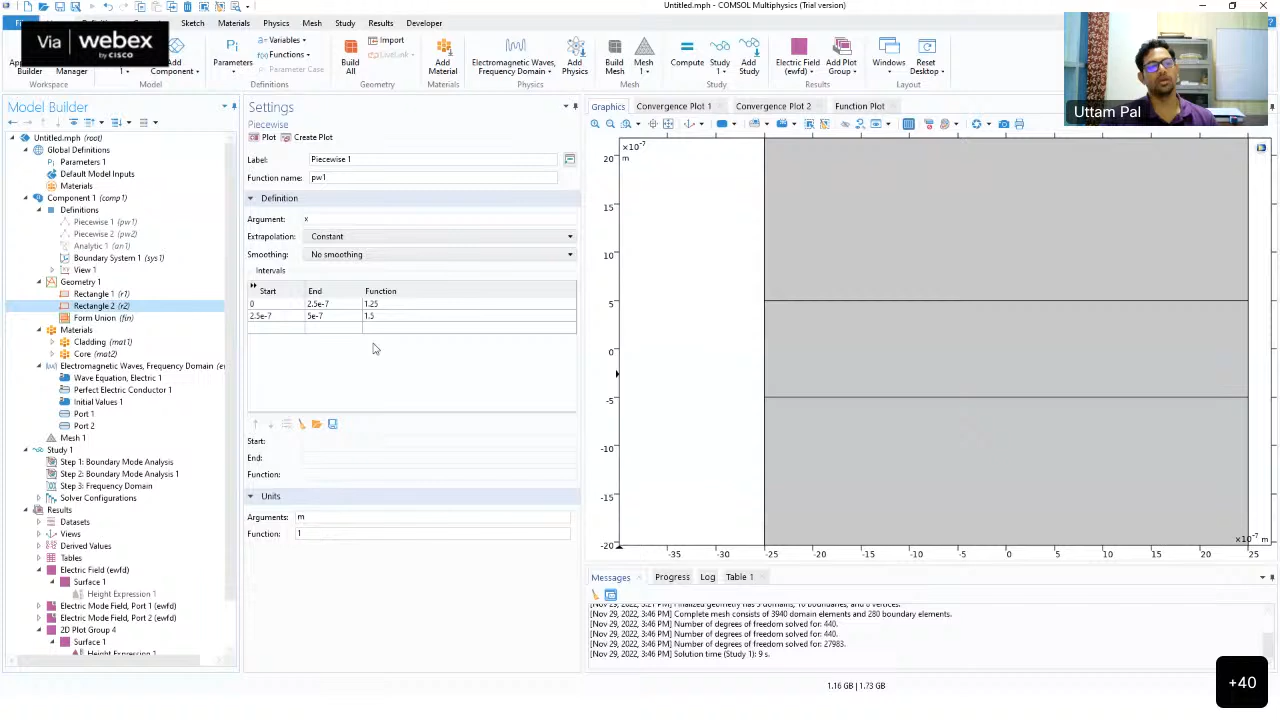 Untitled.mph - COMSOL Multiphysics (Trial version)
Via webex
by CISCO
Sketch Materials Physics Mesh Study Results Developer
Builder
Manager
Add
Component
Parameters
Variables
Functions
Parameter Case
Build
All
Import
LiveLink
Add
Material
Electromagnetic Waves,
Frequency Domain
Add
Physics
Build
Mesh
Mesh
1
Compute
Study
1
Add
Study
Electric Field
(ewfd)
Add Plot
Group
Windows
Reset
Desktop
Workspace Model Definitions Geometry Materials Physics Mesh Study Results Layout
Uttam Pal
Model Builder
Untitled.mph (root)
Global Definitions
Parameters 1
Default Model Inputs
Materials
Component 1 (comp1)
Definitions
Piecewise 1 (pw1)
Piecewise 2 (pw2)
Analytic 1 (an1)
Boundary System 1 (sys1)
View 1
Geometry 1
Rectangle 1 (r1)
Rectangle 2 (r2)
Form Union (fin)
Materials
Cladding (mat1)
Core (mat2)
Electromagnetic Waves, Frequency Domain (e
Wave Equation, Electric 1
Perfect Electric Conductor 1
Initial Values 1
Port 1
Port 2
Mesh 1
Study 1
Step 1: Boundary Mode Analysis
Step 2: Boundary Mode Analysis 1
Step 3: Frequency Domain
Solver Configurations
Results
Datasets
Views
Derived Values
Tables
Electric Field (ewfd)
Surface 1
Height Expression 1
Electric Mode Field, Port 1 (ewfd)
Electric Mode Field, Port 2 (ewfd)
2D Plot Group 4
Surface 1
Height Expression 1
Settings
Piecewise
Plot Create Plot
Label: Piecewise 1
Function name: pw1
Definition
Argument: x
Extrapolation: Constant
Smoothing: No smoothing
Intervals
Start End Function
0 2.5e-7 1.25
2.5e-7 5e-7 1.5
Start:
End:
Function:
Units
Arguments: m
Function: 1
Graphics Convergence Plot 1 Convergence Plot 2 Function Plot
×10⁻⁷
m
20
15
10
5
0
-5
-10
-15
-20
×10⁻⁷ m
-35 -30 -25 -20 -15 -10 -5 0 5 10 15 20 25
Messages Progress Log Table 1
[Nov 29, 2022, 3:46 PM] Complete mesh consists of 3940 domain elements and 280 boundary elements.
[Nov 29, 2022, 3:46 PM] Number of degrees of freedom solved for: 440.
[Nov 29, 2022, 3:46 PM] Number of degrees of freedom solved for: 440.
[Nov 29, 2022, 3:46 PM] Number of degrees of freedom solved for: 27983.
[Nov 29, 2022, 3:46 PM] Solution time (Study 1): 9 s.
1.16 GB | 1.73 GB
+40